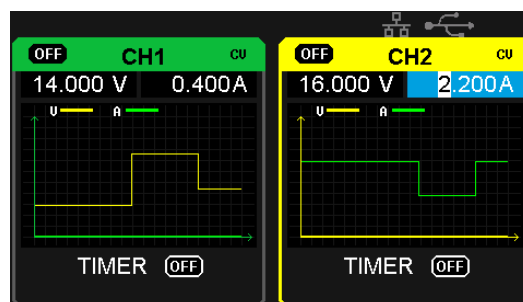 OFF CH1 CV
14.000 V 0.400A
V A
TIMER OFF
OFF CH2 CV
16.000 V 2.200A
V A
TIMER OFF